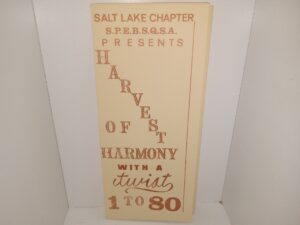 SALT LAKE CHAPTER
S.P.E.B.S.Q.S.A.
PRESENTS
HARVEST
OF
HARMONY
WITH A
twist
1 TO 80